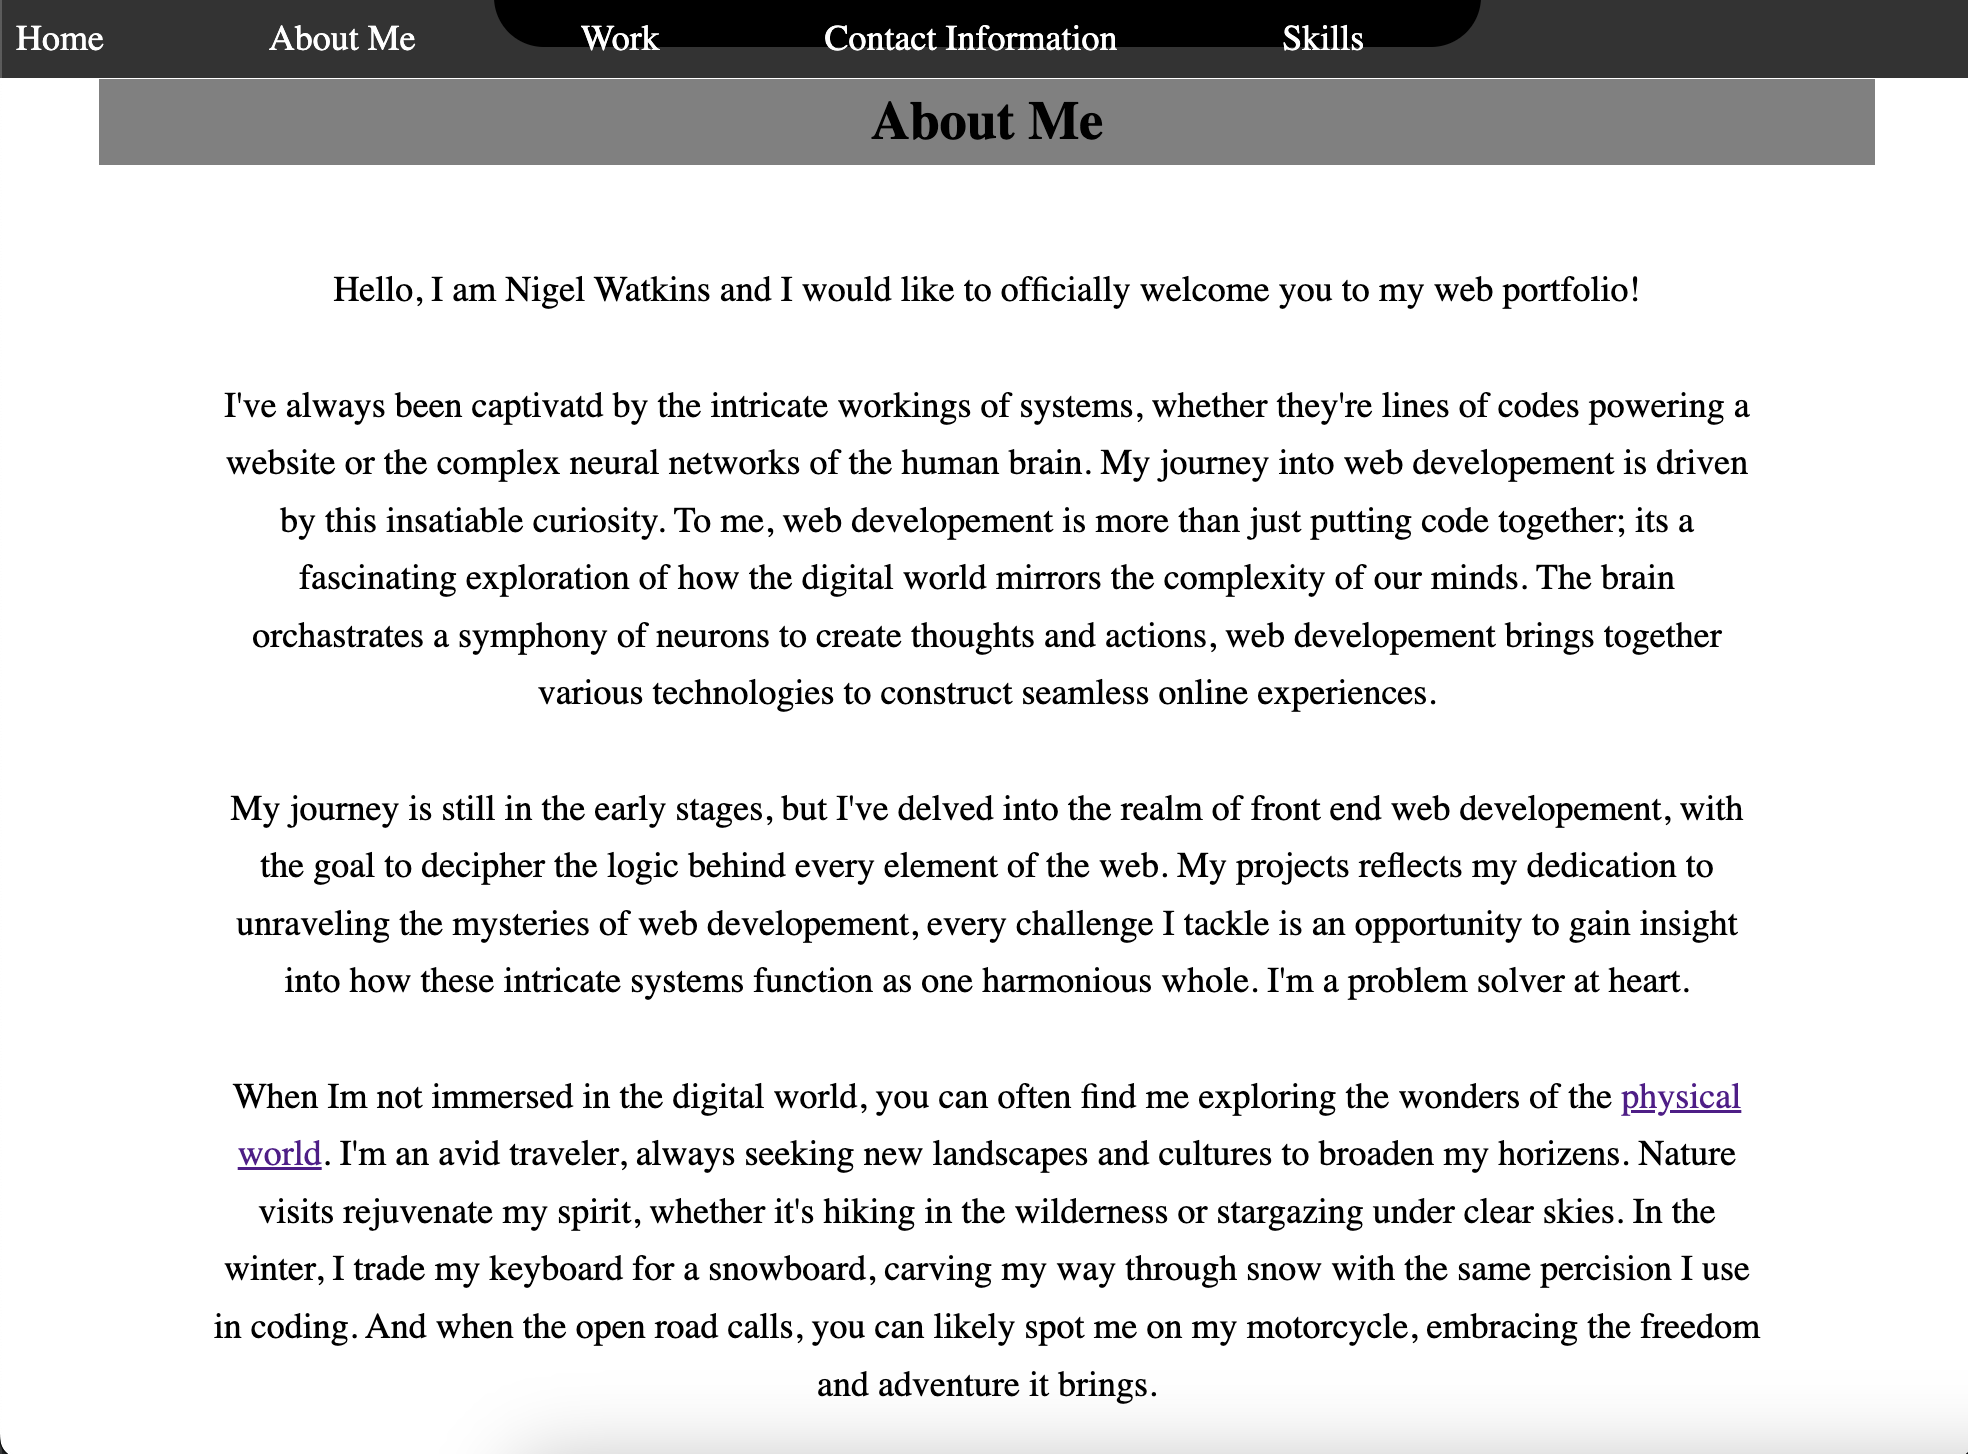 Home About Me Work Contact Information Skills
About Me
Hello, I am Nigel Watkins and I would like to officially welcome you to my web portfolio!
I've always been captivatd by the intricate workings of systems, whether they're lines of codes powering a
website or the complex neural networks of the human brain. My journey into web developement is driven
by this insatiable curiosity. To me, web developement is more than just putting code together; its a
fascinating exploration of how the digital world mirrors the complexity of our minds. The brain
orchastrates a symphony of neurons to create thoughts and actions, web developement brings together
various technologies to construct seamless online experiences.
My journey is still in the early stages, but I've delved into the realm of front end web developement, with
the goal to decipher the logic behind every element of the web. My projects reflects my dedication to
unraveling the mysteries of web developement, every challenge I tackle is an opportunity to gain insight
into how these intricate systems function as one harmonious whole. I'm a problem solver at heart.
When Im not immersed in the digital world, you can often find me exploring the wonders of the physical
world. I'm an avid traveler, always seeking new landscapes and cultures to broaden my horizens. Nature
visits rejuvenate my spirit, whether it's hiking in the wilderness or stargazing under clear skies. In the
winter, I trade my keyboard for a snowboard, carving my way through snow with the same percision I use
in coding. And when the open road calls, you can likely spot me on my motorcycle, embracing the freedom
and adventure it brings.